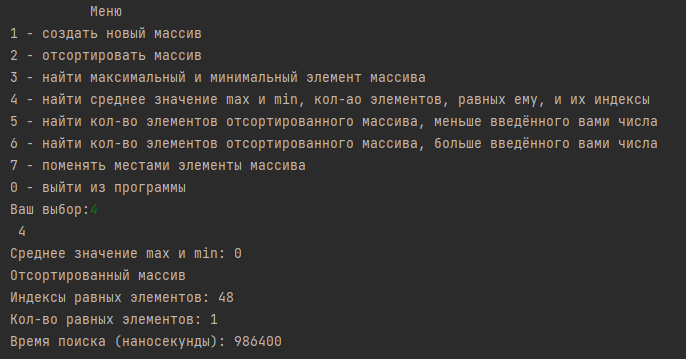 Меню
1 - создать новый массив
2 - отсортировать массив
3 - найти максимальный и минимальный элемент массива
4 - найти среднее значение max и min, кол-ао элементов, равных ему, и их индексы
5 - найти кол-во элементов отсортированного массива, меньше введённого вами числа
6 - найти кол-во элементов отсортированного массива, больше введённого вами числа
7 - поменять местами элементы массива
0 - выйти из программы
Ваш выбор:4
4
Среднее значение max и min: 0
Отсортированный массив
Индексы равных элементов: 48
Кол-во равных элементов: 1
Время поиска (наносекунды): 986400